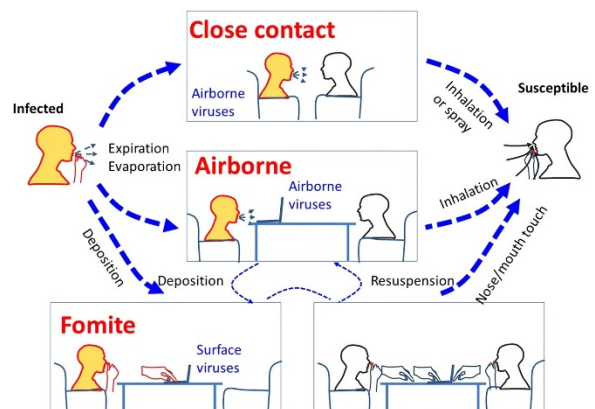 Close contact
Airborne
viruses
Infected
Expiration
Evaporation
Inhalation
or spray
Susceptible
Airborne
Airborne
viruses
Inhalation
Deposition
Deposition
Resuspension
Nose/mouth touch
Fomite
Surface
viruses